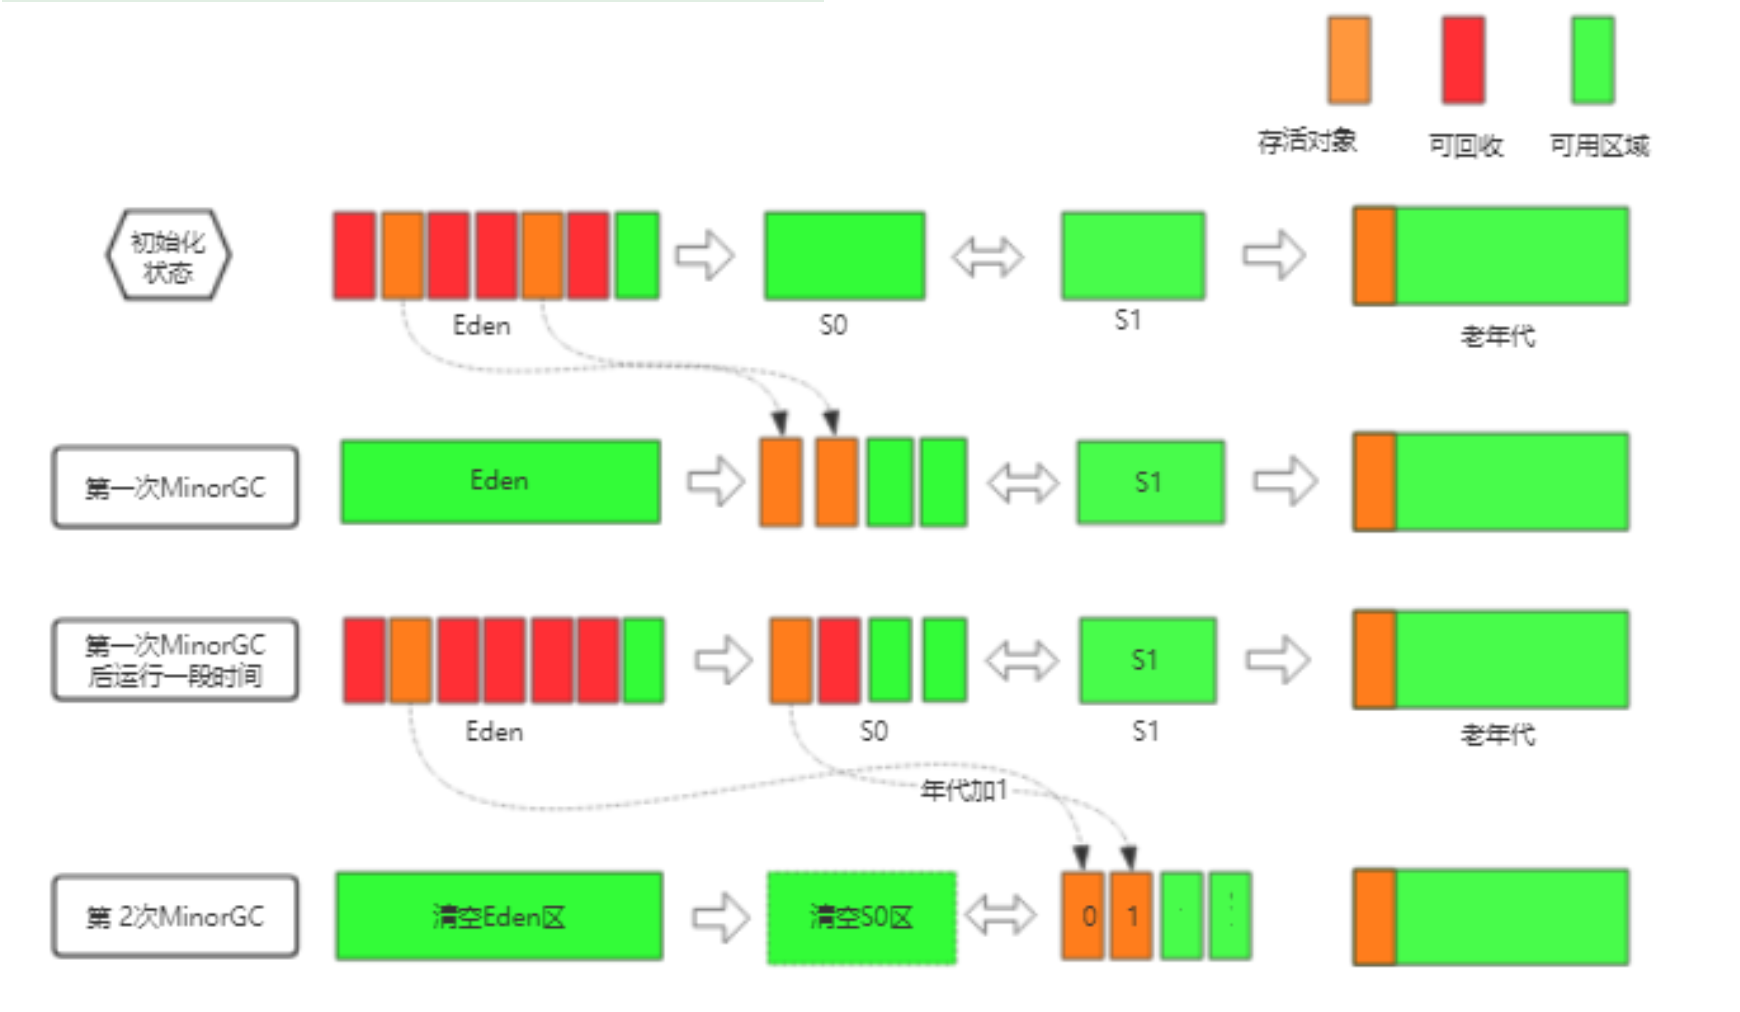 存活对象
可回收
可用区域
初始化
状态
Eden
S0
S1
老年代
第一次MinorGC
Eden
S1
第一次MinorGC
后运行一段时间
S1
Eden
S0
S1
老年代
年代加1
第 2次MinorGC
清空Eden区
清空S0区
0
1